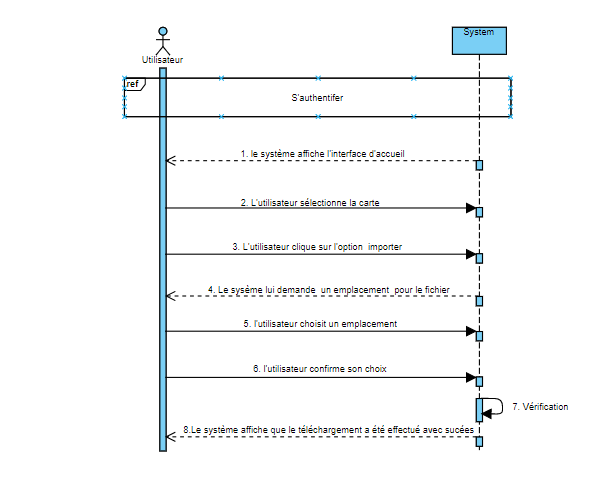 System
Utilisateur
ref
S'authentifer
1. le système affiche l'interface d'accueil
2. L'utilisateur sélectionne la carte
3. L'utilisateur clique sur l'option importer
4. Le sysème lui demande un emplacement pour le fichier
5. l'utilisateur choisit un emplacement
6. l'utilisateur confirme son choix
7. Vérification
8.Le système affiche que le téléchargement a été effectué avec sucées